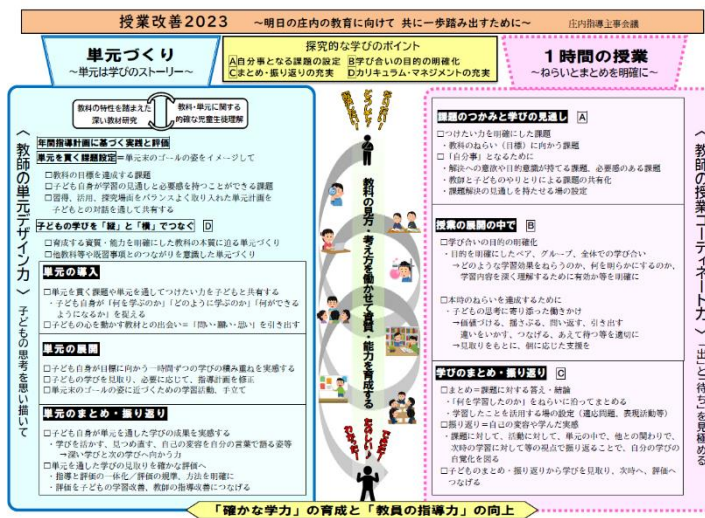 授業改善2023 ～明日の庄内の教育に向けて 共に一歩踏み出すために～ 庄内指導主事会議
単元づくり
～単元は学びのストーリー～
探究的な学びのポイント
A自分事となる課題の設定 B学び合いの目的の明確化
Cまとめ・振り返りの充実 Dカリキュラム・マネジメントの充実
1時間の授業
～ねらいとまとめを明確に～
〈教師の単元デザイン力〉子どもの思考を思い描いて
教科の特性を踏まえた
深い教材研究
教科・単元に関する
的確な児童生徒理解
年間指導計画に基づく実践と評価
単元を貫く課題設定＝単元末のゴールの姿をイメージして
□教科の目標を達成する課題
□子ども自身が学習の見通しと必要感を持つことができる課題
□習得、活用、探究場面をバランスよく取り入れた単元計画を
子どもとの対話を通して共有する
子どもの学びを「縦」と「横」でつなぐ D
□育成する資質・能力を明確にした教科の本質に迫る単元づくり
□他教科等や既習事項とのつながりを意識した単元づくり
単元の導入
□単元を貫く課題や単元を通してつけたい力を子どもと共有する
・子ども自身が「何を学ぶのか」「どのように学ぶのか」「何ができる
ようになるか」を捉える
□子どもの心を動かす教材との出会い＝「問い・願い・思い」を引き出す
単元の展開
□子ども自身が目標に向かう一時間ずつの学びの積み重ねを実感する
□子どもの学びを見取り、必要に応じて、指導計画を修正
□単元末のゴールの姿に近づくための学習活動、手立て
単元のまとめ・振り返り
□子ども自身が単元を通した学びの成果を実感する
・学びを活かす、見つめ直す、自己の変容を自分の言葉で語る姿等
→深い学びと次の学びへ向かう力
□単元を通した学びの見取りを確かな評価へ
・指導と評価の一体化／評価の規準、方法を明確に
・評価を子どもの学習改善、教師の指導改善につなげる
教科の見方・考え方を働かせて資質・能力を育成する
課題のつかみと学びの見通し A
□つけたい力を明確にした課題
・教科のねらい（目標）に向かう課題
□「自分事」となるために
・解決への意欲や目的意識が持てる課題、必要感のある課題
・教師と子どものやりとりによる課題の共有化
・課題解決の見通しを持たせる場の設定
授業の展開の中で B
□学び合いの目的の明確化
・目的を明確にしたペア、グループ、全体での学び合い
→どのような学習効果をねらうのか、何を明らかにするのか、
学習内容を深く理解するために有効か等を明確に
□本時のねらいを達成するために
・子どもの思考に寄り添った働きかけ
→価値づける、揺さぶる、問い返す、引き出す
違いをいかす、つなげる、あえて待つ等を適切に
→見取りをもとに、個に応じた支援を
学びのまとめ・振り返り C
□まとめ＝課題に対する答え・結論
・「何を学習したのか」をねらいに沿ってまとめる
・学習したことを活用する場の設定（適応問題、表現活動等）
□振り返り＝自己の変容や学んだ実感
・課題に対して、活動に対して、単元の中で、他との関わりで、
次時の学習に対して等の視点で振り返ることで、自分の学びの
自覚化を図る
□子どものまとめ・振り返りから学びを見取り、次時へ、評価へ
つなげる
〈教師の授業コーディネート力〉「出」と「待ち」を見極める
「確かな学力」の育成と「教員の指導力」の向上